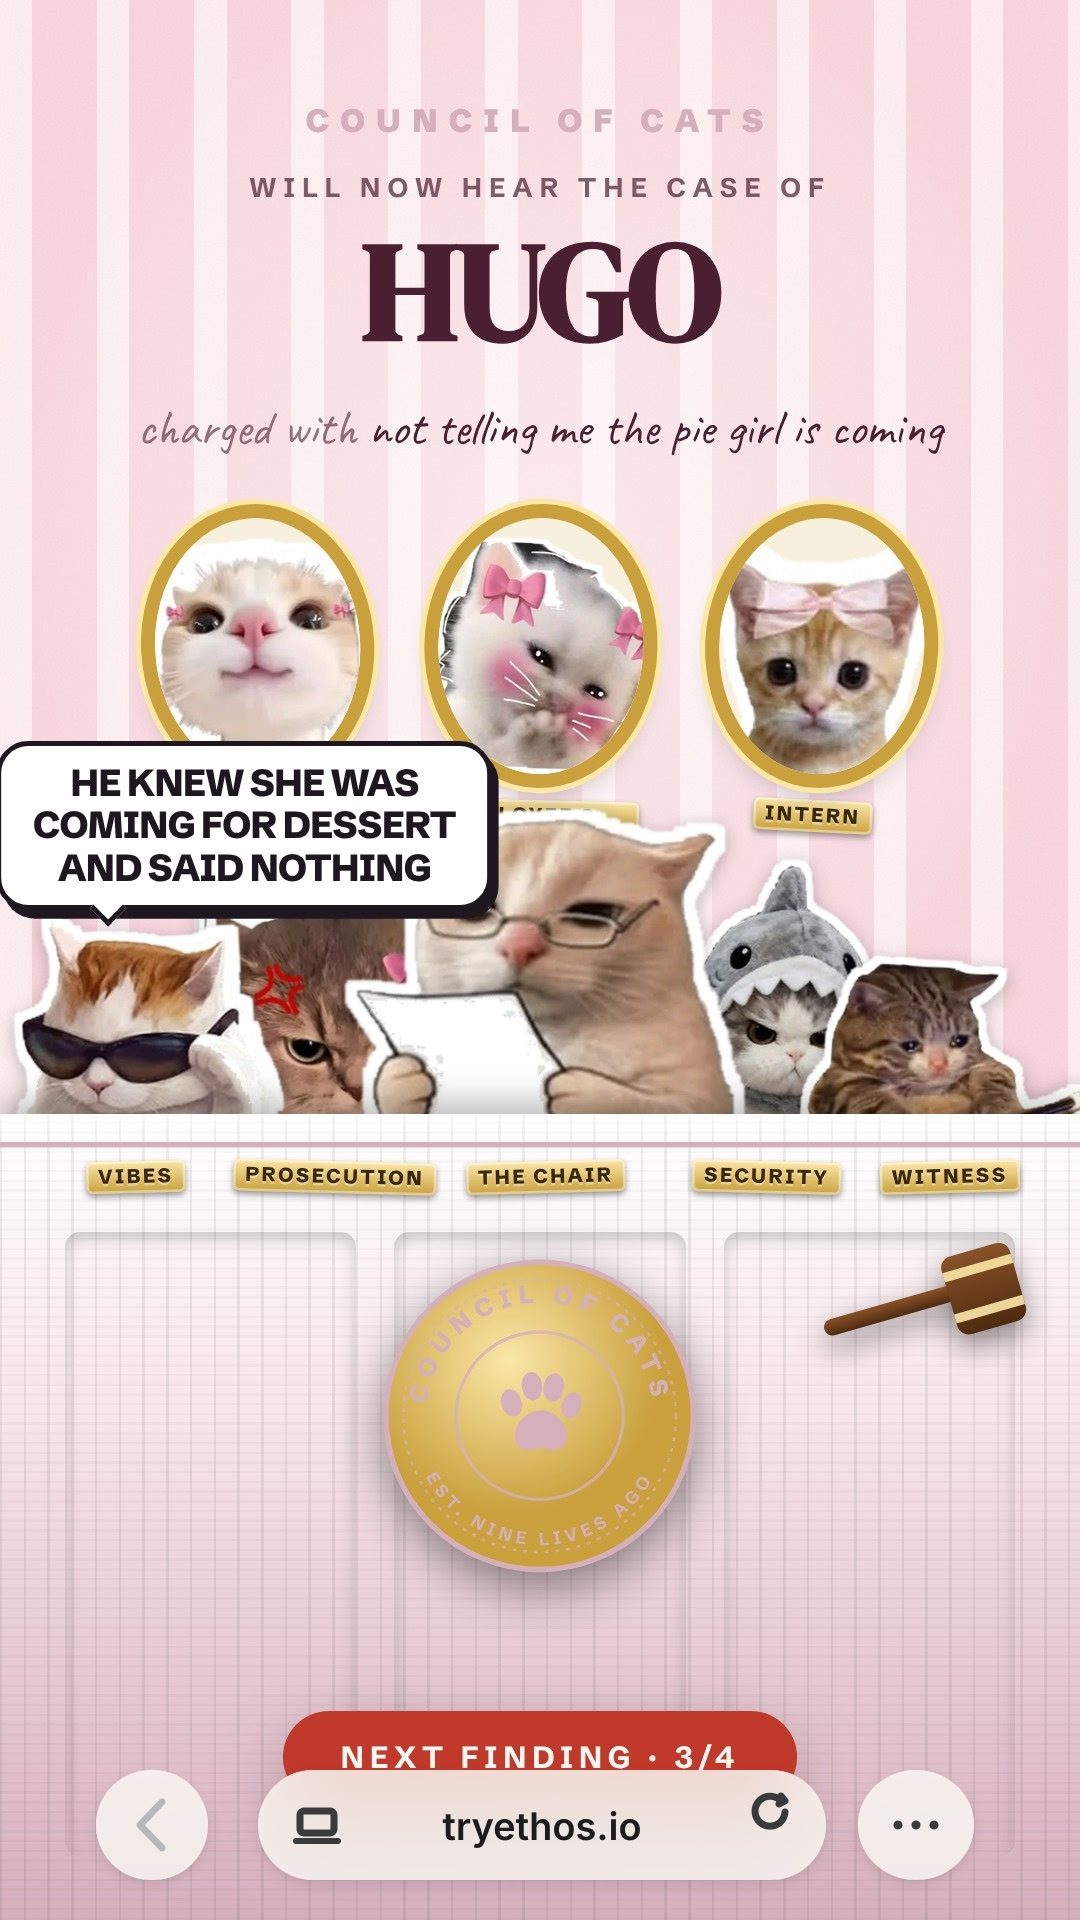 COUNCIL OF CATS
WILL NOW HEAR THE CASE OF
HUGO
charged with not telling me the pie girl is coming
HE KNEW SHE WAS
COMING FOR DESSERT
AND SAID NOTHING
INTERN
VIBES
PROSECUTION
THE CHAIR
SECURITY
WITNESS
COUNCIL OF CATS
EST. NINE LIVES AGO
NEXT FINDING · 3/4
tryethos.io